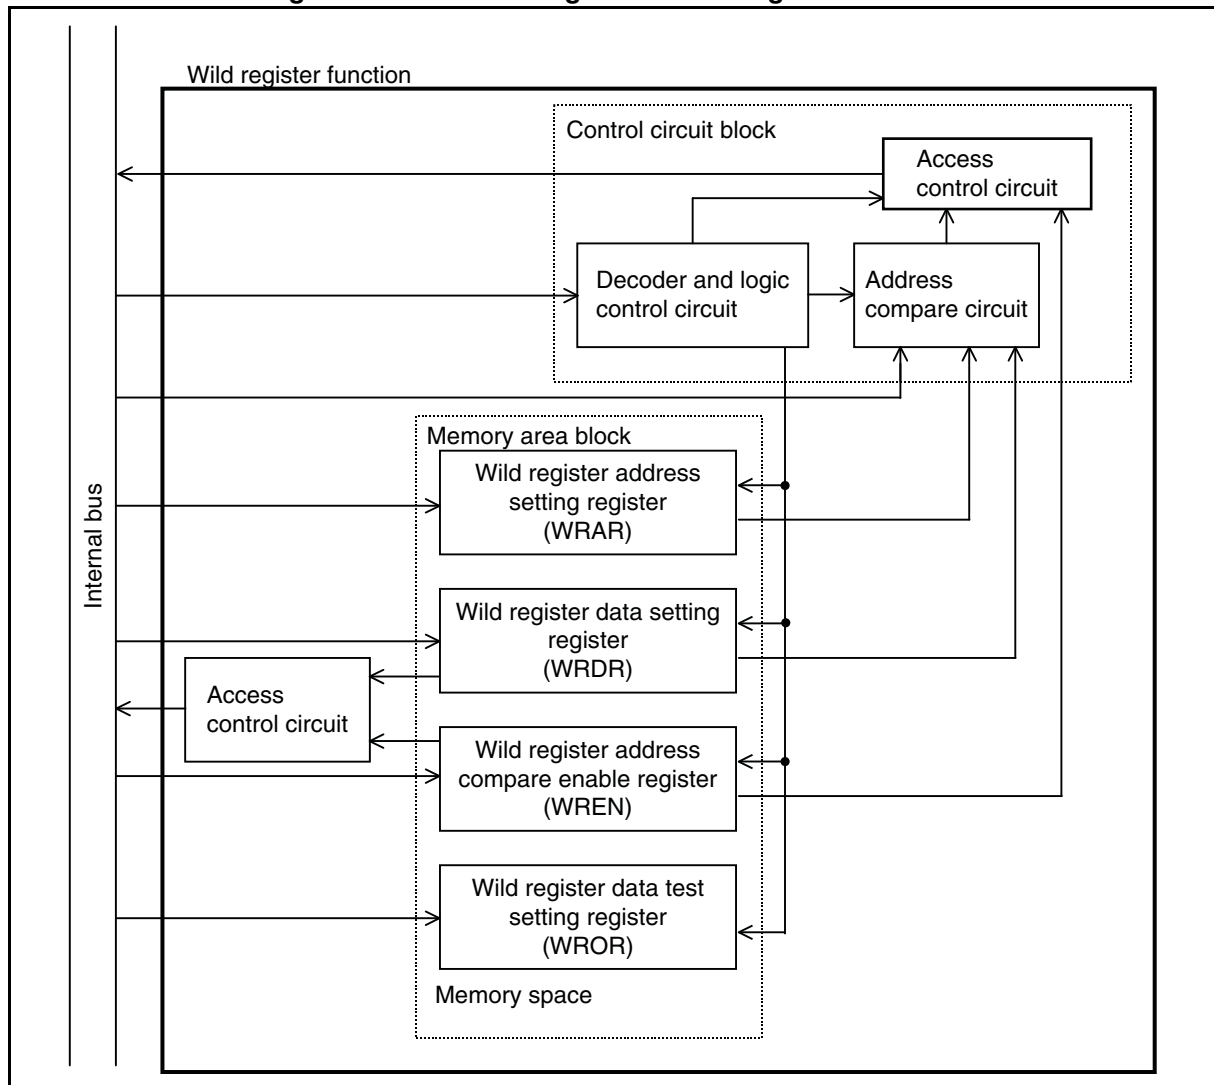 Wild register function
Control circuit block
Access
control circuit
Decoder and logic
control circuit
Address
compare circuit
Memory area block
Wild register address
setting register
(WRAR)
Internal bus
Wild register data setting
register
(WRDR)
Access
control circuit
Wild register address
compare enable register
(WREN)
Wild register data test
setting register
(WROR)
Memory space